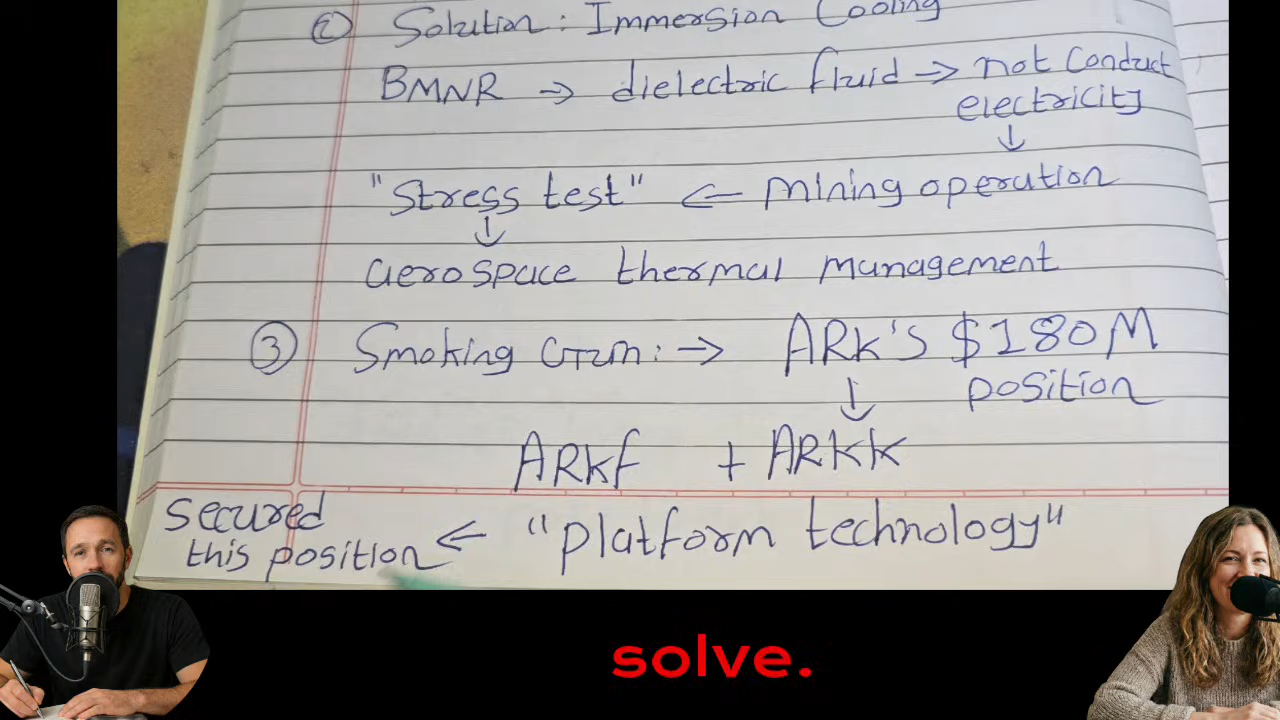 ② Solution: Immersion Cooling
BMNR → dielectric fluid → not conduct
electricity
↓
"Stress test" ← mining operation
↓
aerospace thermal management
③ Smoking Gun: → ARK's $180M
↓ position
ARKf + ARKK
Secured
this position ← "platform technology"
solve.